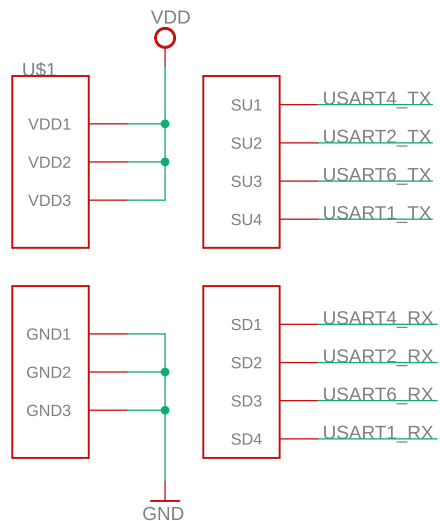 VDD
U$1
VDD1
VDD2
VDD3
SU1 USART4_TX
SU2 USART2_TX
SU3 USART6_TX
SU4 USART1_TX
GND1
GND2
GND3
SD1 USART4_RX
SD2 USART2_RX
SD3 USART6_RX
SD4 USART1_RX
GND